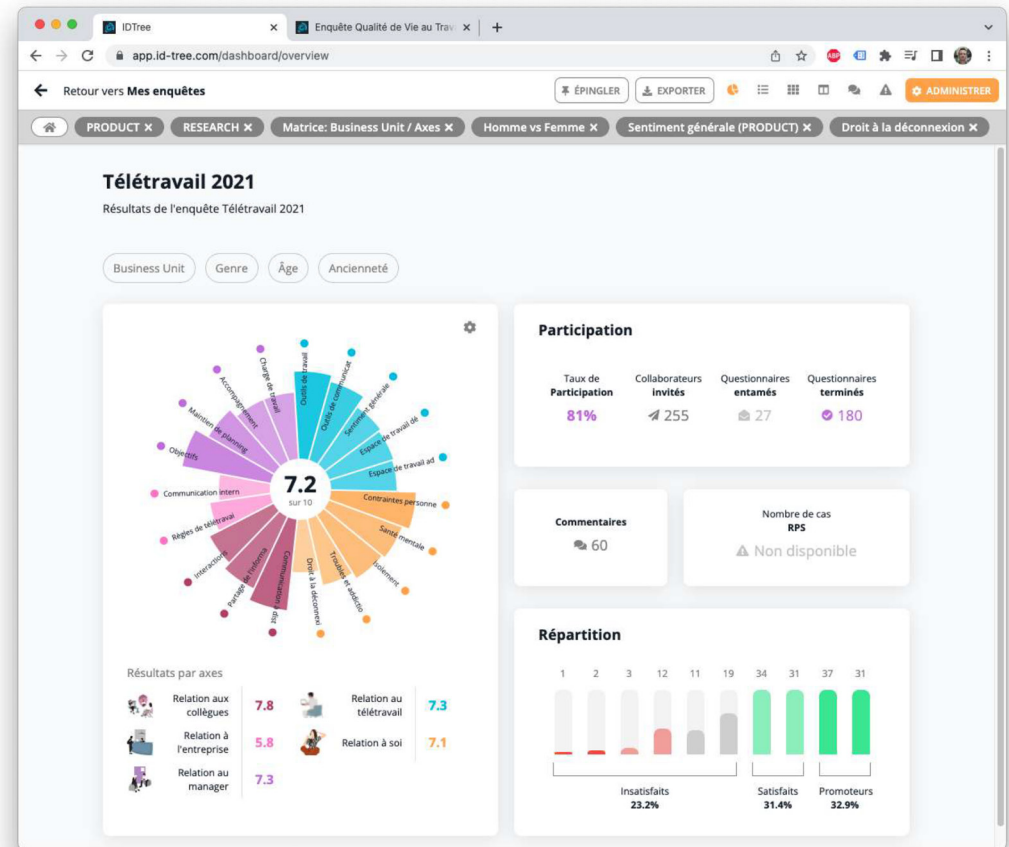 IDTree
Enquête Qualité de Vie au Trav
app.id-tree.com/dashboard/overview
ABP
Retour vers Mes enquêtes
ÉPINGLER
EXPORTER
ADMINISTRER
PRODUCT ×
RESEARCH ×
Matrice: Business Unit / Axes ×
Homme vs Femme ×
Sentiment générale (PRODUCT) ×
Droit à la déconnexion ×
Télétravail 2021
Résultats de l'enquête Télétravail 2021
Business Unit
Genre
Âge
Ancienneté
Outils de travail
Outils de communicat
Sentiment générale
Espace de travail dé
Espace de travail ad
Contraintes personne
Santé mentale
Isolement
Troubles et addictio
Droit à la déconnexi
Communication à dist
Partage de l'informa
Interactions
Règles de télétravai
Communication intern
Objectifs
Maintien de planning
Accompagnement
Charge de travail
7.2
sur 10
Résultats par axes
Relation aux
collègues
7.8
Relation au
télétravail
7.3
Relation à
l'entreprise
5.8
Relation à soi
7.1
Relation au
manager
7.3
Participation
Taux de
Participation
81%
Collaborateurs
invités
255
Questionnaires
entamés
27
Questionnaires
terminés
180
Commentaires
60
Nombre de cas
RPS
Non disponible
Répartition
1 2 3 12 11 19 34 31 37 31
Insatisfaits
23.2%
Satisfaits
31.4%
Promoteurs
32.9%